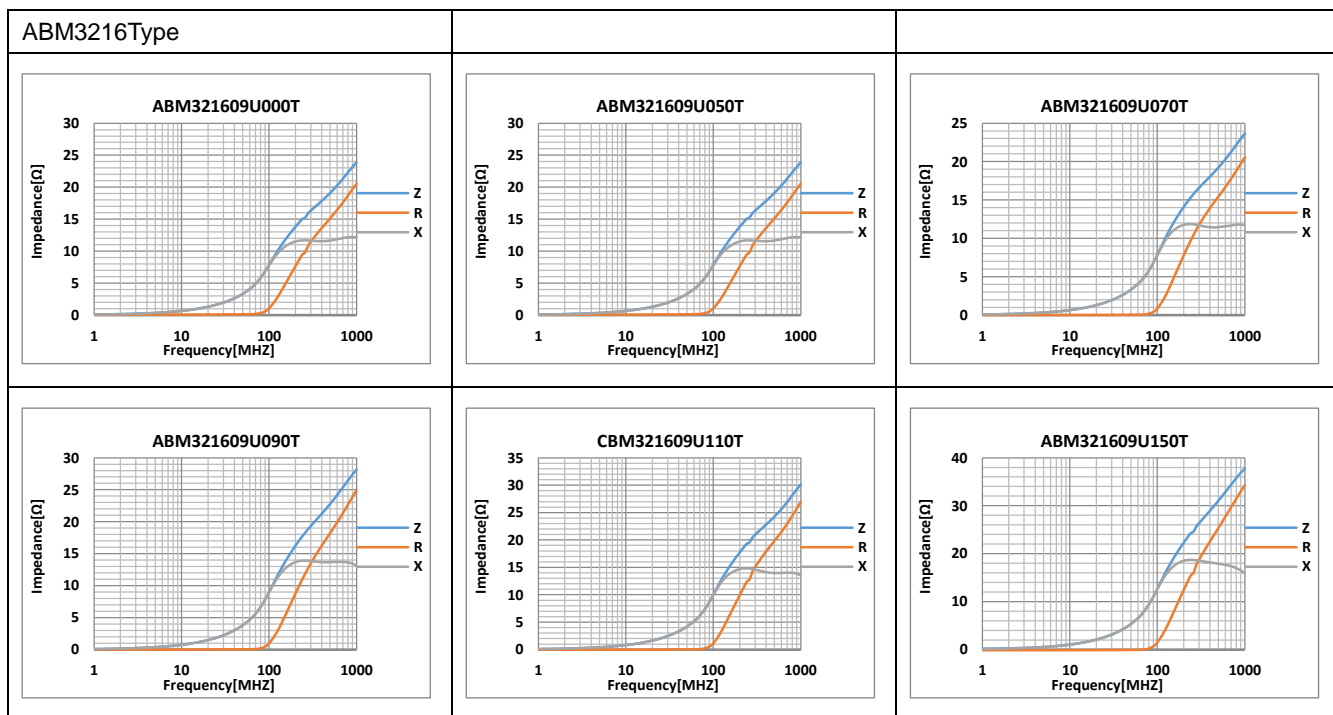 ABM3216Type
ABM321609U000T
Impedance[Ω]
30
25
20
15
10
5
0
1 10 100 1000
Frequency[MHZ]
Z
R
X
ABM321609U050T
Impedance[Ω]
30
25
20
15
10
5
0
1 10 100 1000
Frequency[MHZ]
Z
R
X
ABM321609U070T
Impedance[Ω]
25
20
15
10
5
0
1 10 100 1000
Frequency[MHZ]
Z
R
X
ABM321609U090T
Impedance[Ω]
30
25
20
15
10
5
0
1 10 100 1000
Frequency[MHZ]
Z
R
X
CBM321609U110T
Impedance[Ω]
35
30
25
20
15
10
5
0
1 10 100 1000
Frequency[MHZ]
Z
R
X
ABM321609U150T
Impedance[Ω]
40
30
20
10
0
1 10 100 1000
Frequency[MHZ]
Z
R
X